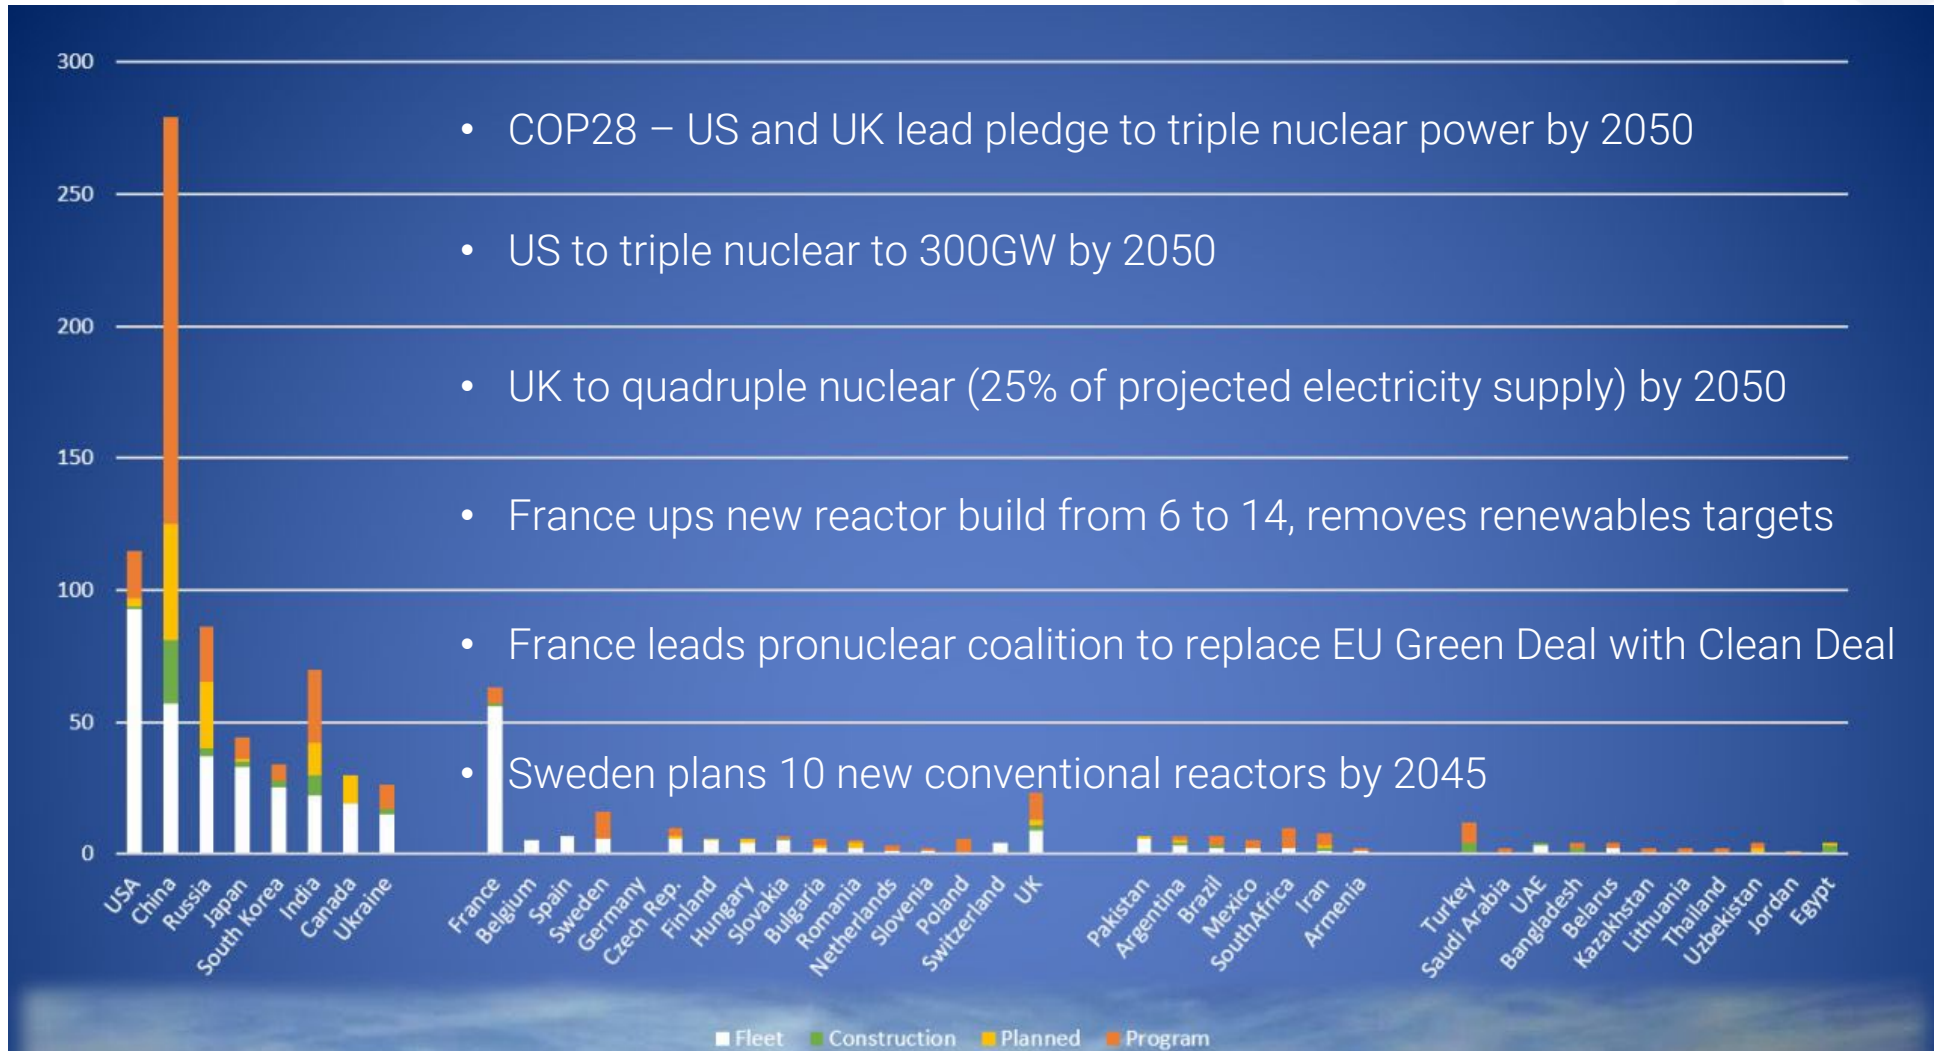 300
• COP28 – US and UK lead pledge to triple nuclear power by 2050
250
• US to triple nuclear to 300GW by 2050
200
• UK to quadruple nuclear (25% of projected electricity supply) by 2050
150
• France ups new reactor build from 6 to 14, removes renewables targets
100
• France leads pronuclear coalition to replace EU Green Deal with Clean Deal
50
• Sweden plans 10 new conventional reactors by 2045
0
USA
China
Russia
Japan
South Korea
India
Canada
Ukraine
France
Belgium
Spain
Sweden
Germany
Czech Rep.
Finland
Hungary
Slovakia
Bulgaria
Romania
Netherlands
Slovenia
Poland
Switzerland
UK
Pakistan
Argentina
Brazil
Mexico
SouthAfrica
Iran
Armenia
Turkey
Saudi Arabia
UAE
Bangladesh
Belarus
Kazakhstan
Lithuania
Thailand
Uzbekistan
Jordan
Egypt
Fleet Construction Planned Program